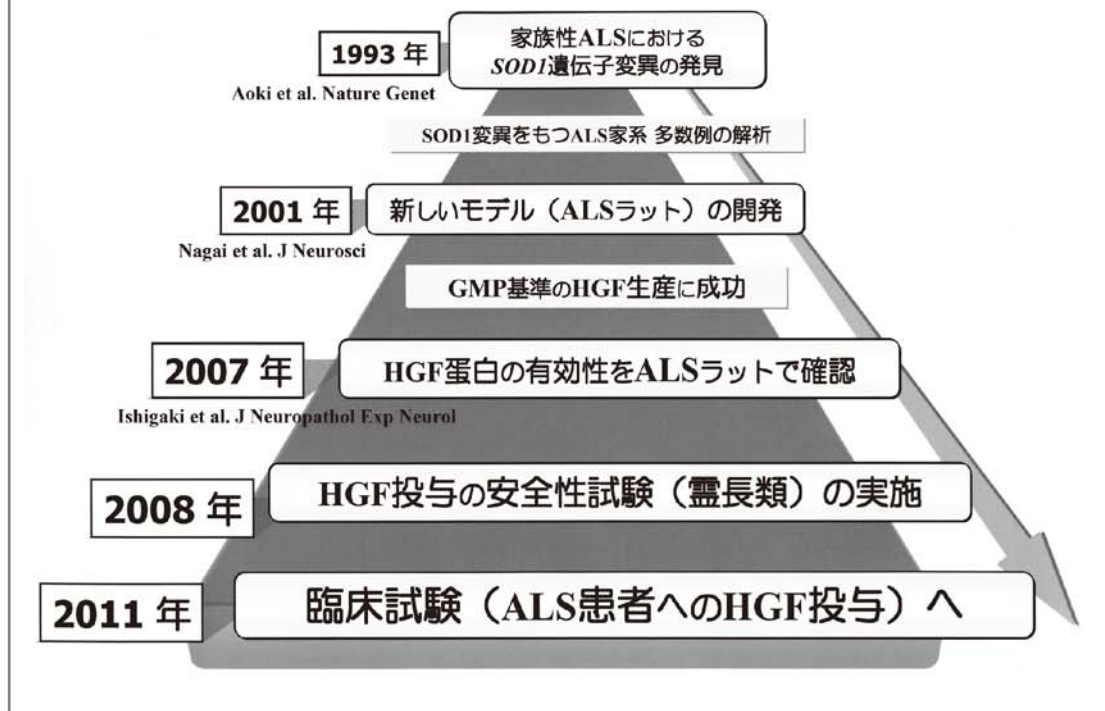 1993 年
家族性ALSにおける
SOD1遺伝子変異の発見
Aoki et al. Nature Genet
SOD1変異をもつALS家系 多数例の解析
2001 年
新しいモデル（ALSラット）の開発
Nagai et al. J Neurosci
GMP基準のHGF生産に成功
2007 年
HGF蛋白の有効性をALSラットで確認
Ishigaki et al. J Neuropathol Exp Neurol
2008 年
HGF投与の安全性試験（霊長類）の実施
2011 年
臨床試験（ALS患者へのHGF投与）へ